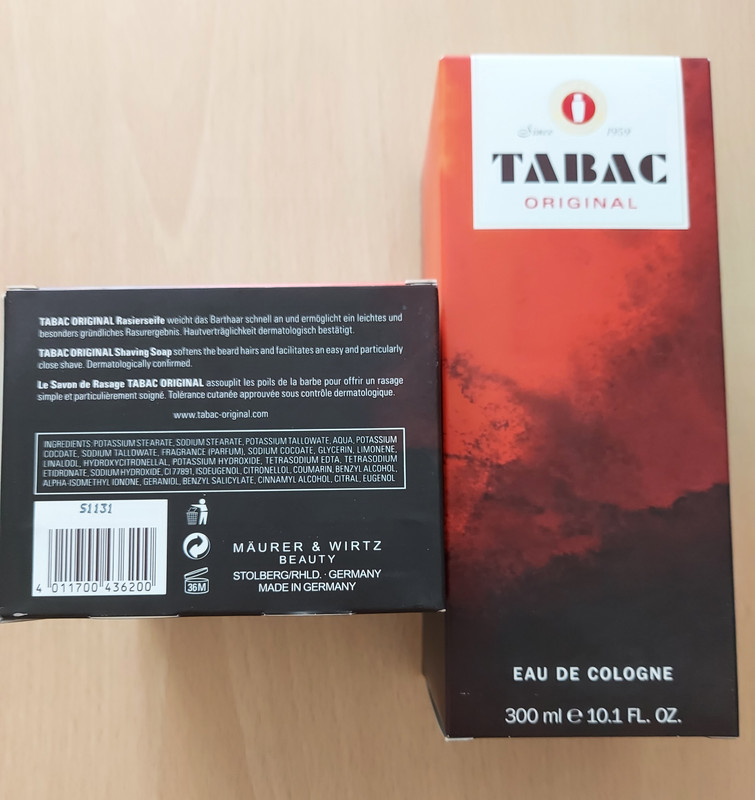 Since 1959
TABAC
ORIGINAL
EAU DE COLOGNE
300 ml ℮ 10.1 FL. OZ.
TABAC ORIGINAL Rasierseife weicht das Barthaar schnell an und ermöglicht ein leichtes und
besonders gründliches Rasurergebnis. Hautverträglichkeit dermatologisch bestätigt.
TABAC ORIGINAL Shaving Soap softens the beard hairs and facilitates an easy and particularly
close shave. Dermatologically confirmed.
Le Savon de Rasage TABAC ORIGINAL assouplit les poils de la barbe pour offrir un rasage
simple et particulièrement soigné. Tolérance cutanée approuvée sous contrôle dermatologique.
www.tabac-original.com
INGREDIENTS: POTASSIUM STEARATE, SODIUM STEARATE, POTASSIUM TALLOWATE, AQUA, POTASSIUM
COCOATE, SODIUM TALLOWATE, FRAGRANCE (PARFUM), SODIUM COCOATE, GLYCERIN, LIMONENE,
LINALOOL, HYDROXYCITRONELLAL, POTASSIUM HYDROXIDE, TETRASODIUM EDTA, TETRASODIUM
ETIDRONATE, SODIUM HYDROXIDE, CI 77891, ISOEUGENOL, CITRONELLOL, COUMARIN, BENZYL ALCOHOL,
ALPHA-ISOMETHYL IONONE, GERANIOL, BENZYL SALICYLATE, CINNAMYL ALCOHOL, CITRAL, EUGENOL
S1131
4 011700 436200
36M
MÄURER & WIRTZ
BEAUTY
STOLBERG/RHLD. · GERMANY
MADE IN GERMANY